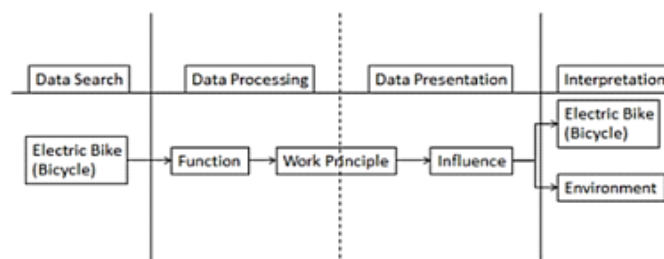 Data Search
Data Processing
Data Presentation
Interpretation
Electric Bike
(Bicycle)
Function
Work Principle
Influence
Electric Bike
(Bicycle)
Environment